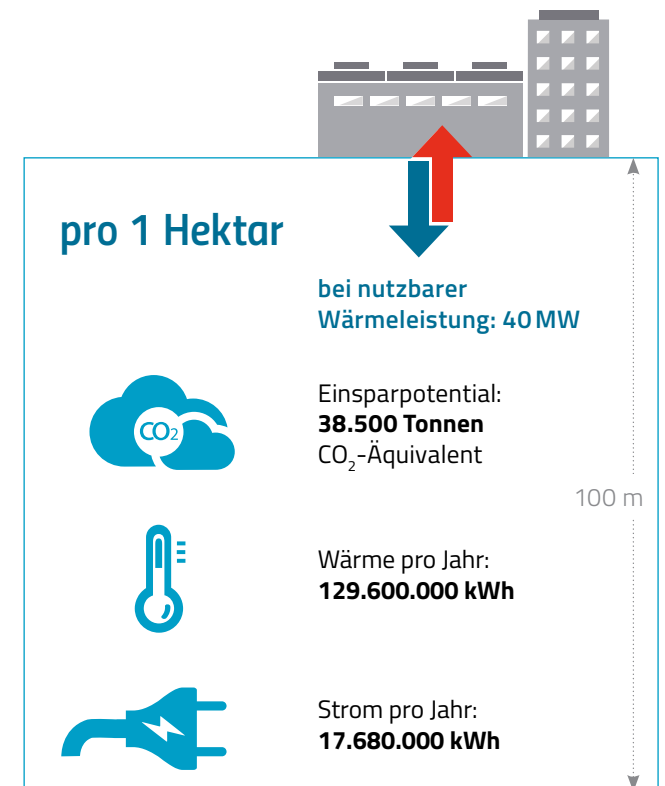 pro 1 Hektar
bei nutzbarer
Wärmeleistung: 40 MW
CO₂
Einsparpotential:
38.500 Tonnen
CO₂-Äquivalent
100 m
Wärme pro Jahr:
129.600.000 kWh
Strom pro Jahr:
17.680.000 kWh